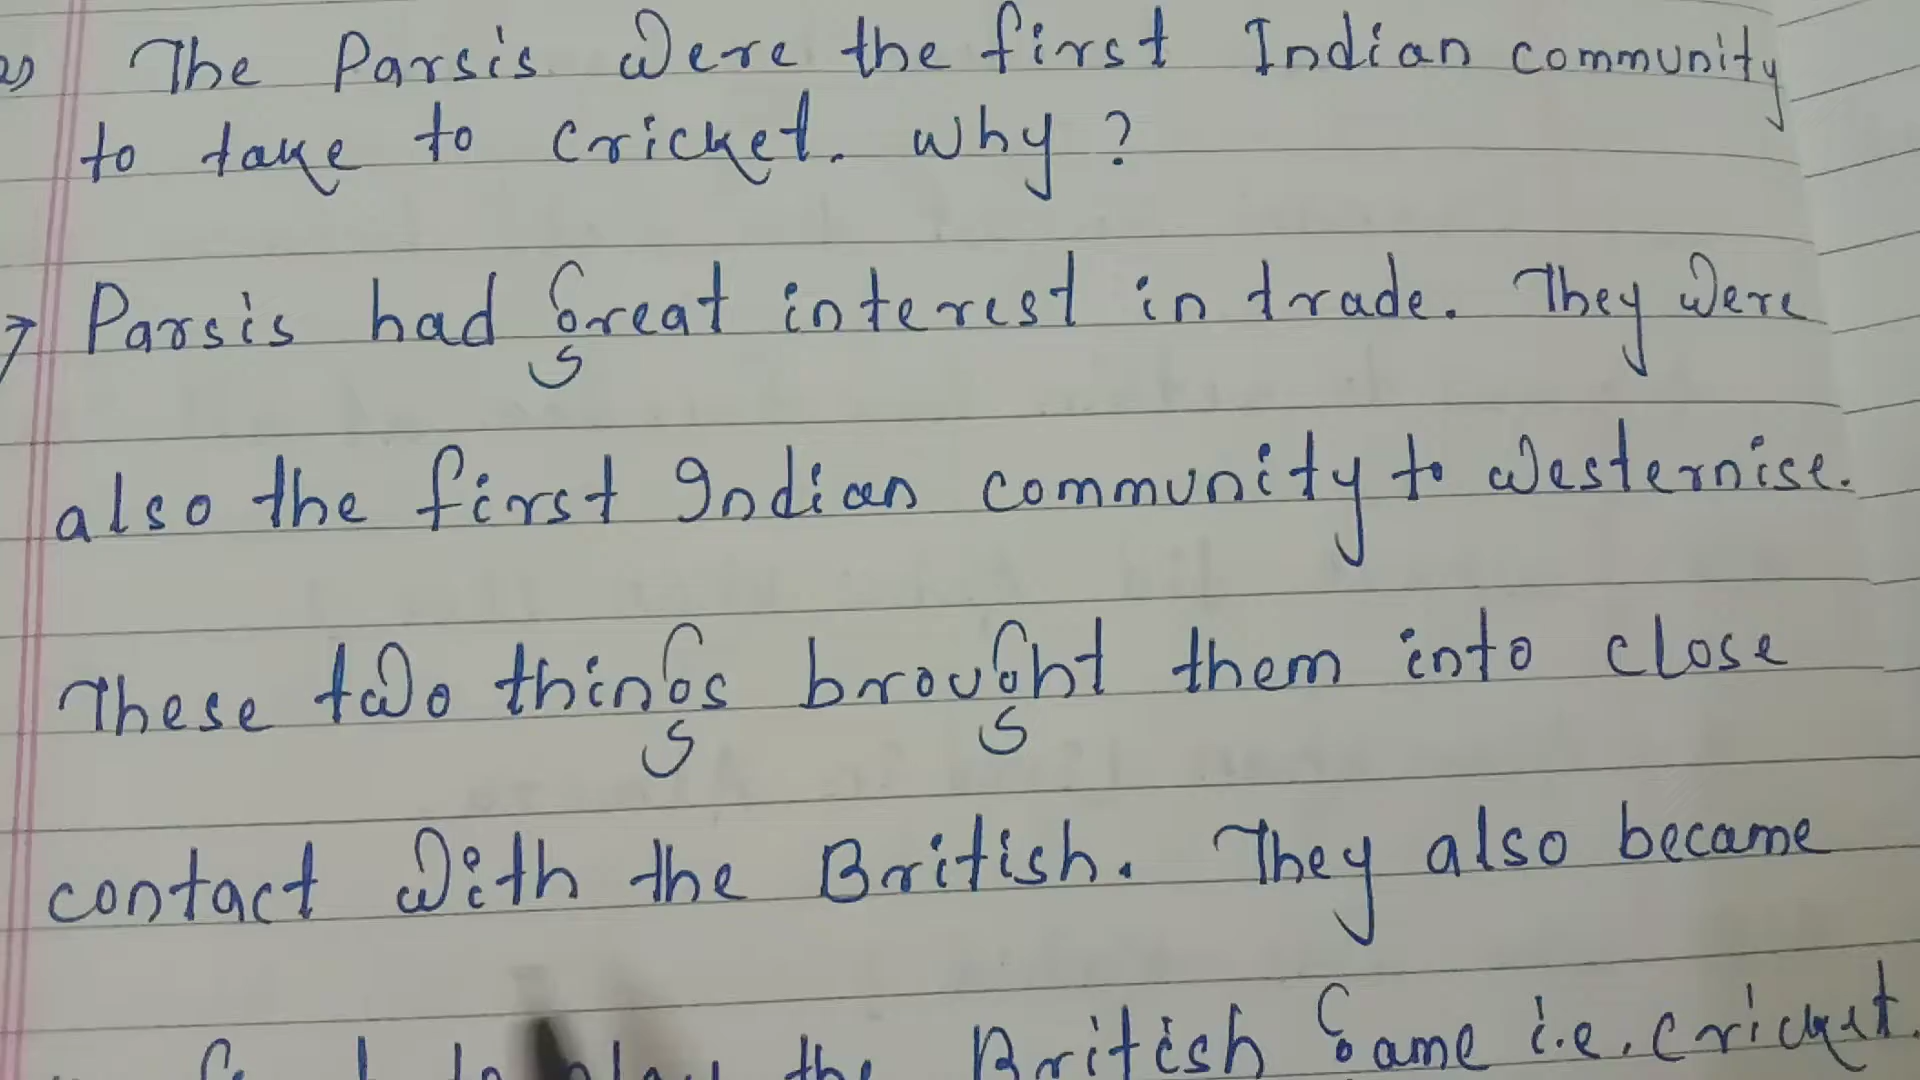 2) The Parsis Were the first Indian community
to take to cricket. Why?
→ Parsis had Great interest in trade. They Were
also the first Indian community to Westernise.
These two things brought them into close
contact With the British. They also became
the British Game i.e. cricket.